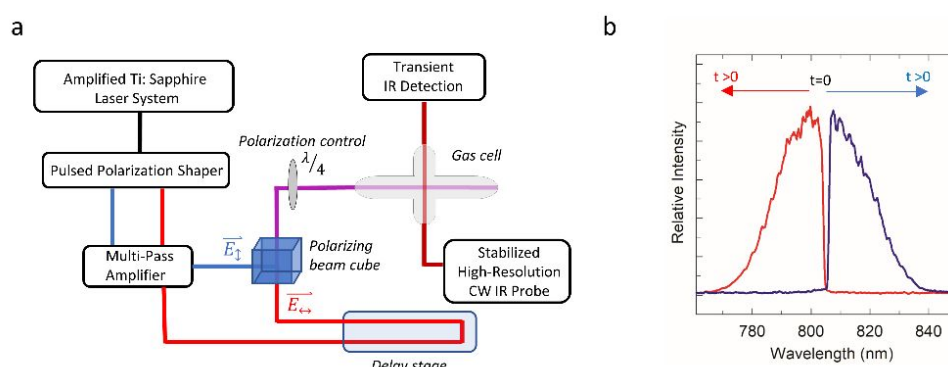 a
Amplified Ti: Sapphire
Laser System
Pulsed Polarization Shaper
Multi-Pass
Amplifier
Polarization control
λ/4
E↕
Polarizing
beam cube
E↔
Delay stage
Transient
IR Detection
Gas cell
Stabilized
High-Resolution
CW IR Probe
b
t >0
t=0
t >0
Relative Intensity
780
800
820
840
Wavelength (nm)